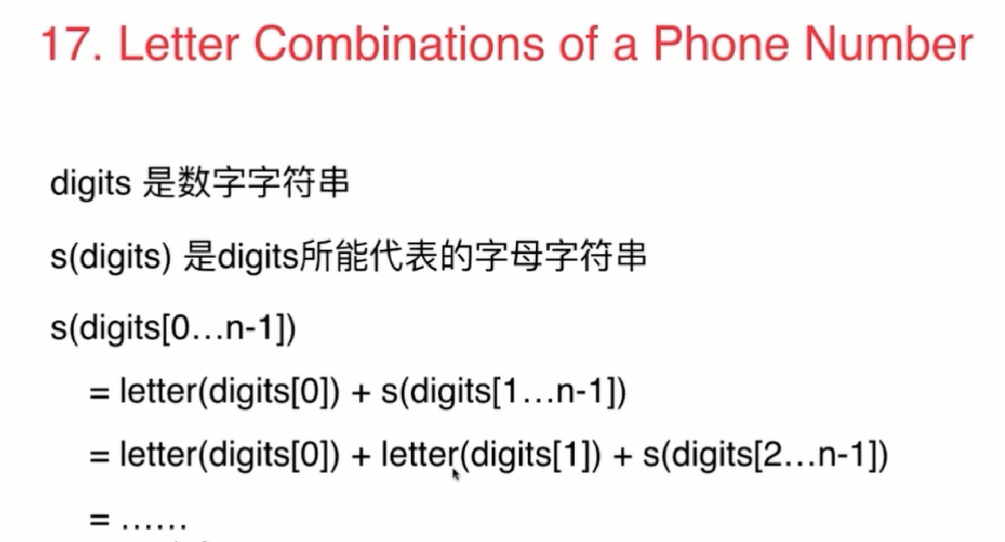 17. Letter Combinations of a Phone Number
digits 是数字字符串
s(digits) 是digits所能代表的字母字符串
s(digits[0...n-1])
= letter(digits[0]) + s(digits[1...n-1])
= letter(digits[0]) + letter(digits[1]) + s(digits[2...n-1])
= ......